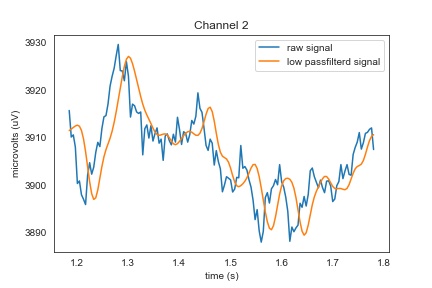 Channel 2
raw signal
low passfilterd signal
3930
3920
3910
3900
3890
microvolts (uV)
1.2 1.3 1.4 1.5 1.6 1.7 1.8
time (s)